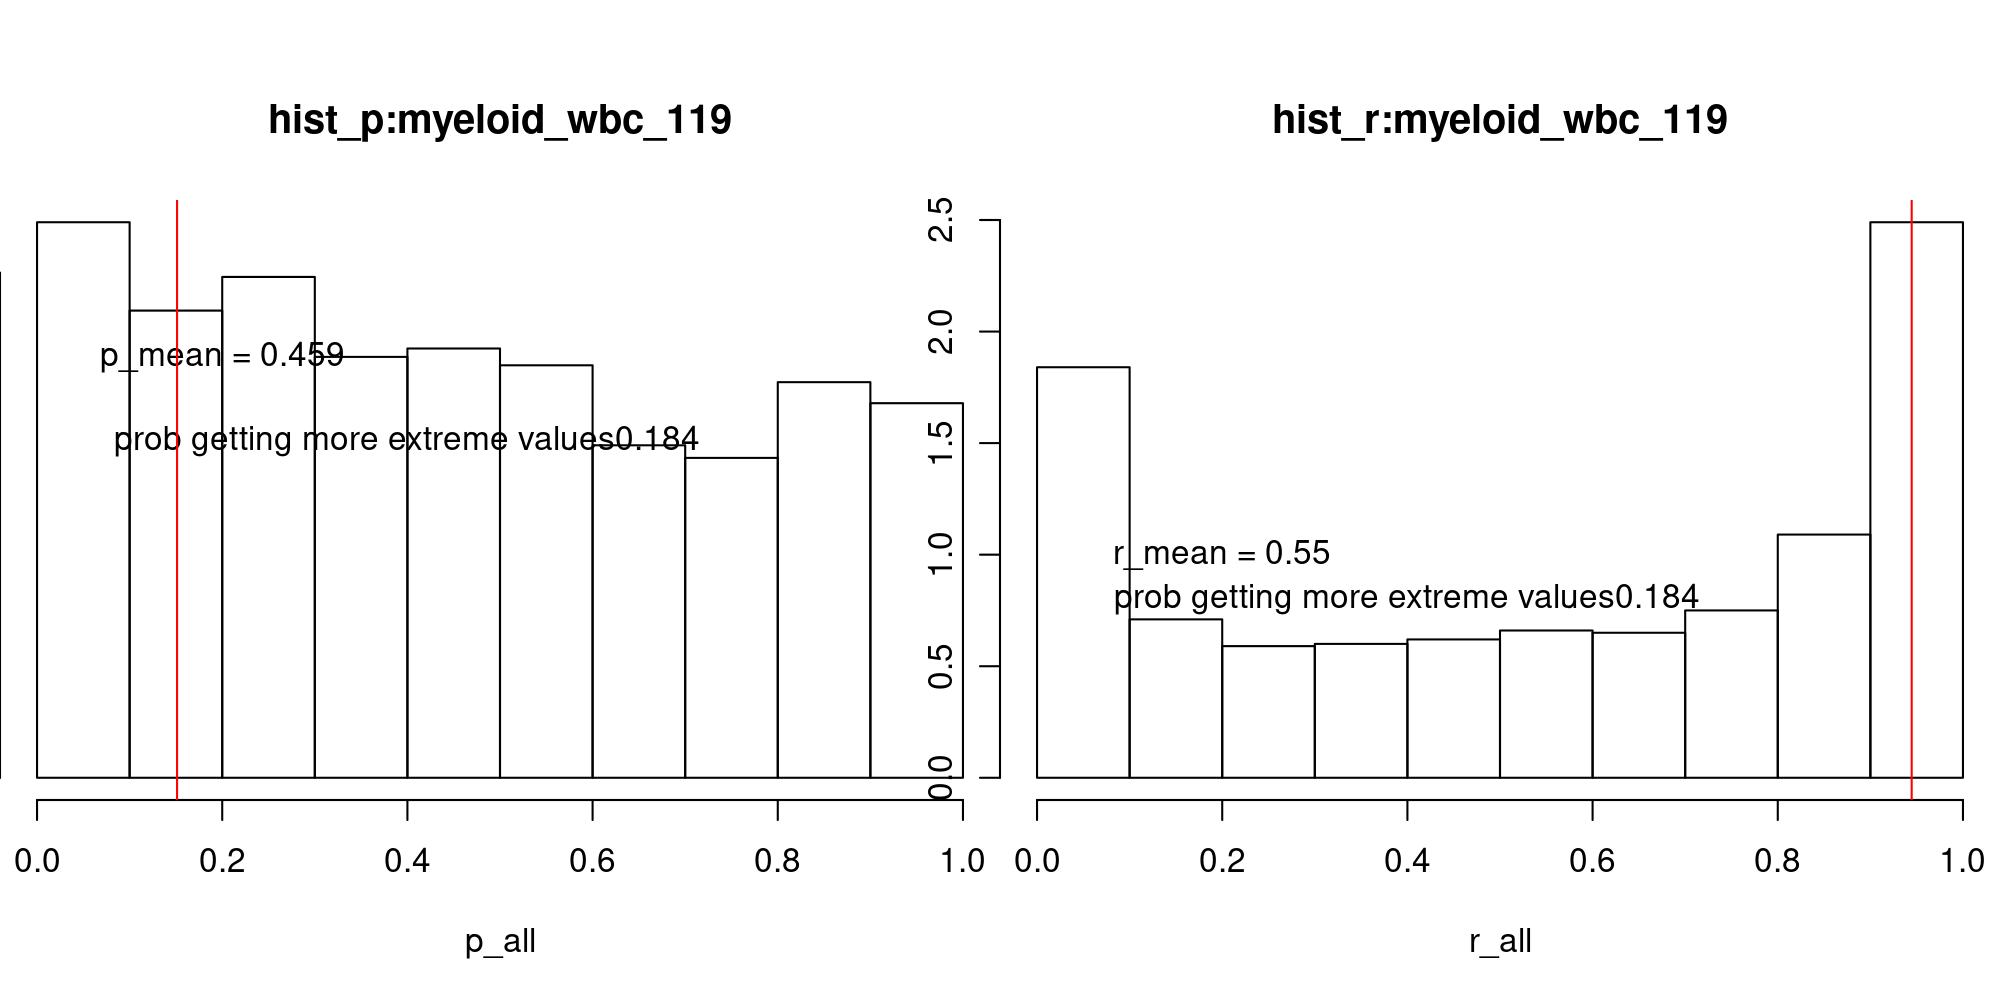 hist_p:myeloid_wbc_119
p_mean = 0.459
prob getting more extreme values0.184
0.0 0.2 0.4 0.6 0.8 1.0
p_all
hist_r:myeloid_wbc_119
2.5
2.0
1.5
1.0
0.5
0.0
r_mean = 0.55
prob getting more extreme values0.184
0.0 0.2 0.4 0.6 0.8 1.0
r_all